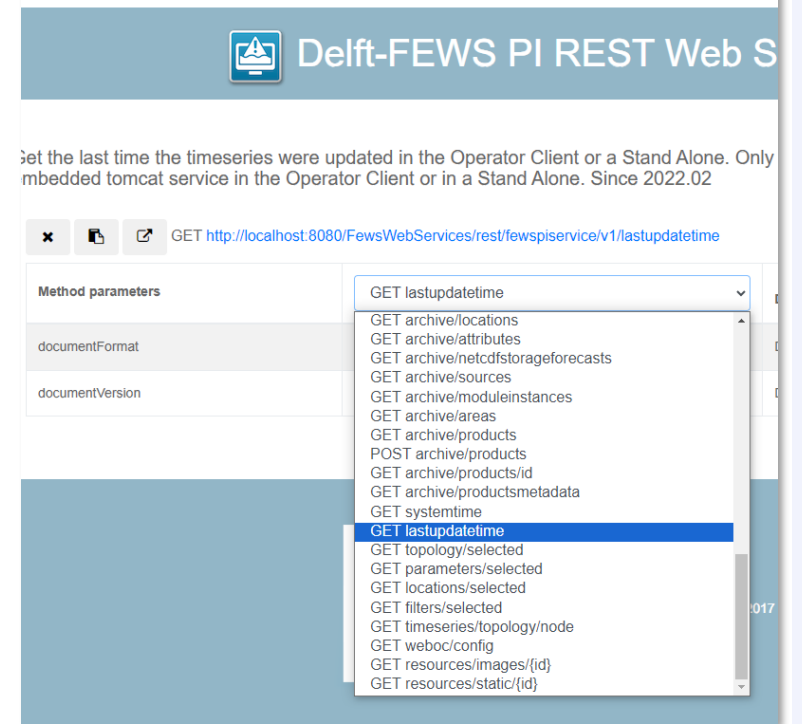 Delft-FEWS PI REST Web S
Get the last time the timeseries were updated in the Operator Client or a Stand Alone. Only
embedded tomcat service in the Operator Client or in a Stand Alone. Since 2022.02
GET http://localhost:8080/FewsWebServices/rest/fewspiservice/v1/lastupdatetime
Method parameters
GET lastupdatetime
documentFormat
documentVersion
GET archive/locations
GET archive/attributes
GET archive/netcdfstorageforecasts
GET archive/sources
GET archive/moduleinstances
GET archive/areas
GET archive/products
POST archive/products
GET archive/products/id
GET archive/productsmetadata
GET systemtime
GET lastupdatetime
GET topology/selected
GET parameters/selected
GET locations/selected
GET filters/selected
GET timeseries/topology/node
GET weboc/config
GET resources/images/{id}
GET resources/static/{id}
2017